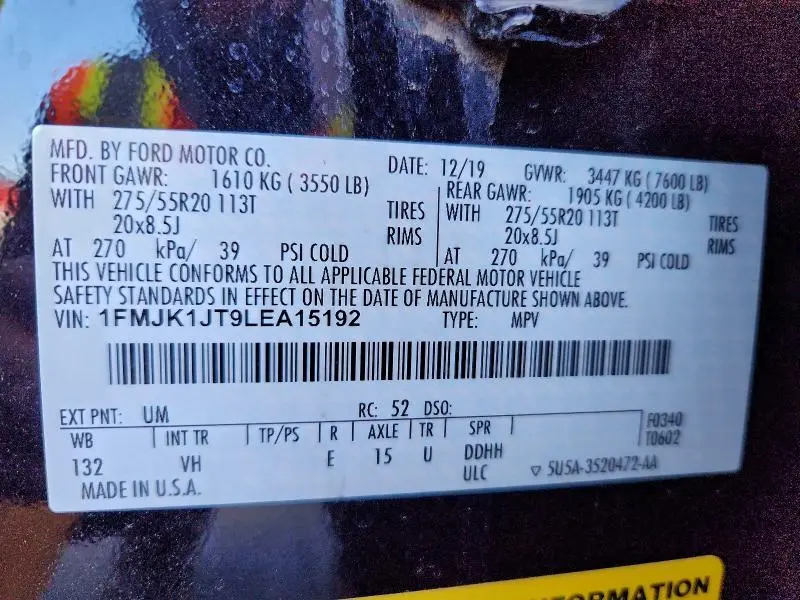 MFD. BY FORD MOTOR CO. DATE: 12/19 GVWR: 3447 KG (7600 LB)
FRONT GAWR: 1610 KG (3550 LB) REAR GAWR: 1905 KG (4200 LB)
WITH 275/55R20 113T TIRES WITH 275/55R20 113T TIRES
20x8.5J RIMS 20x8.5J RIMS
AT 270 kPa/ 39 PSI COLD AT 270 kPa/ 39 PSI COLD
THIS VEHICLE CONFORMS TO ALL APPLICABLE FEDERAL MOTOR VEHICLE
SAFETY STANDARDS IN EFFECT ON THE DATE OF MANUFACTURE SHOWN ABOVE.
VIN: 1FMJK1JT9LEA15192 TYPE: MPV
EXT PNT: UM RC: 52 DSO:
WB INT TR TP/PS R AXLE TR SPR F0340
T0602
132 VH E 15 U DDHH
ULC ▽ 5U5A-3520472-AA
MADE IN U.S.A.
INFORMATION